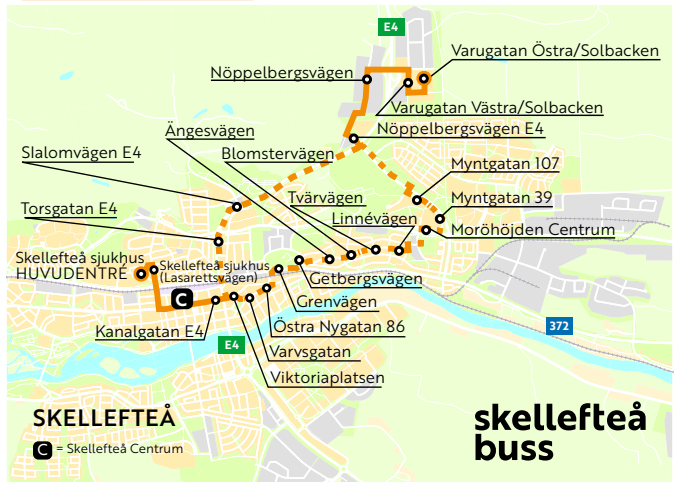 E4
Varugatan Östra/Solbacken
Nöppelbergsvägen
Varugatan Västra/Solbacken
Ängesvägen
Nöppelbergsvägen E4
Slalomvägen E4
Blomstervägen
Myntgatan 107
Tvärvägen
Myntgatan 39
Torsgatan E4
Linnévägen
Moröhöjden Centrum
Skellefteå sjukhus
HUVUDENTRÉ
Skellefteå sjukhus
(Lasarettsvägen)
Getbergsvägen
C
Grenvägen
Kanalgatan E4
Östra Nygatan 86
372
E4
Varvsgatan
Viktoriaplatsen
SKELLEFTEÅ
skellefteå
buss
C = Skellefteå Centrum